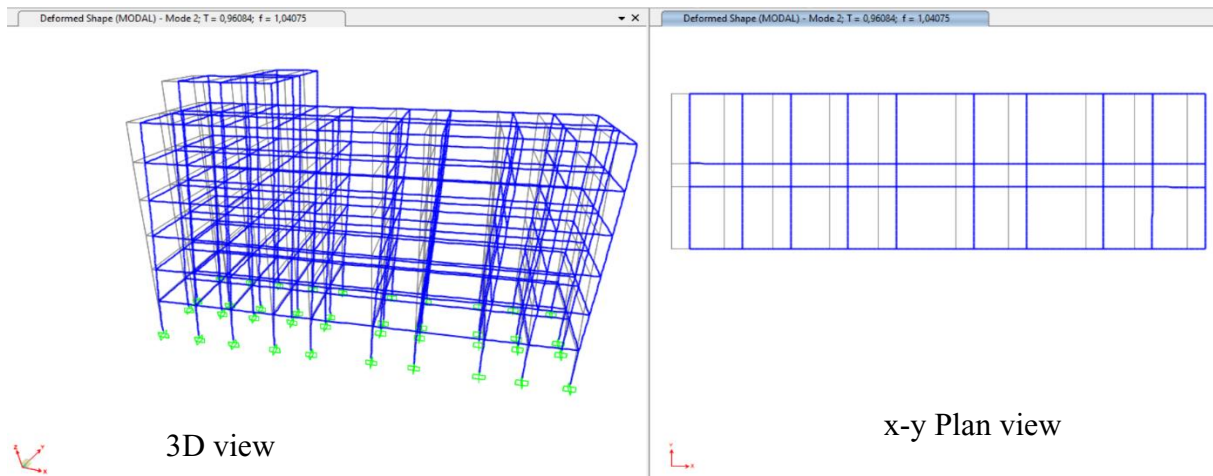 Deformed Shape (MODAL) - Mode 2; T = 0,96084; f = 1,04075
Deformed Shape (MODAL) - Mode 2; T = 0,96084; f = 1,04075
3D view
x-y Plan view
Z
Y
X
Y
X